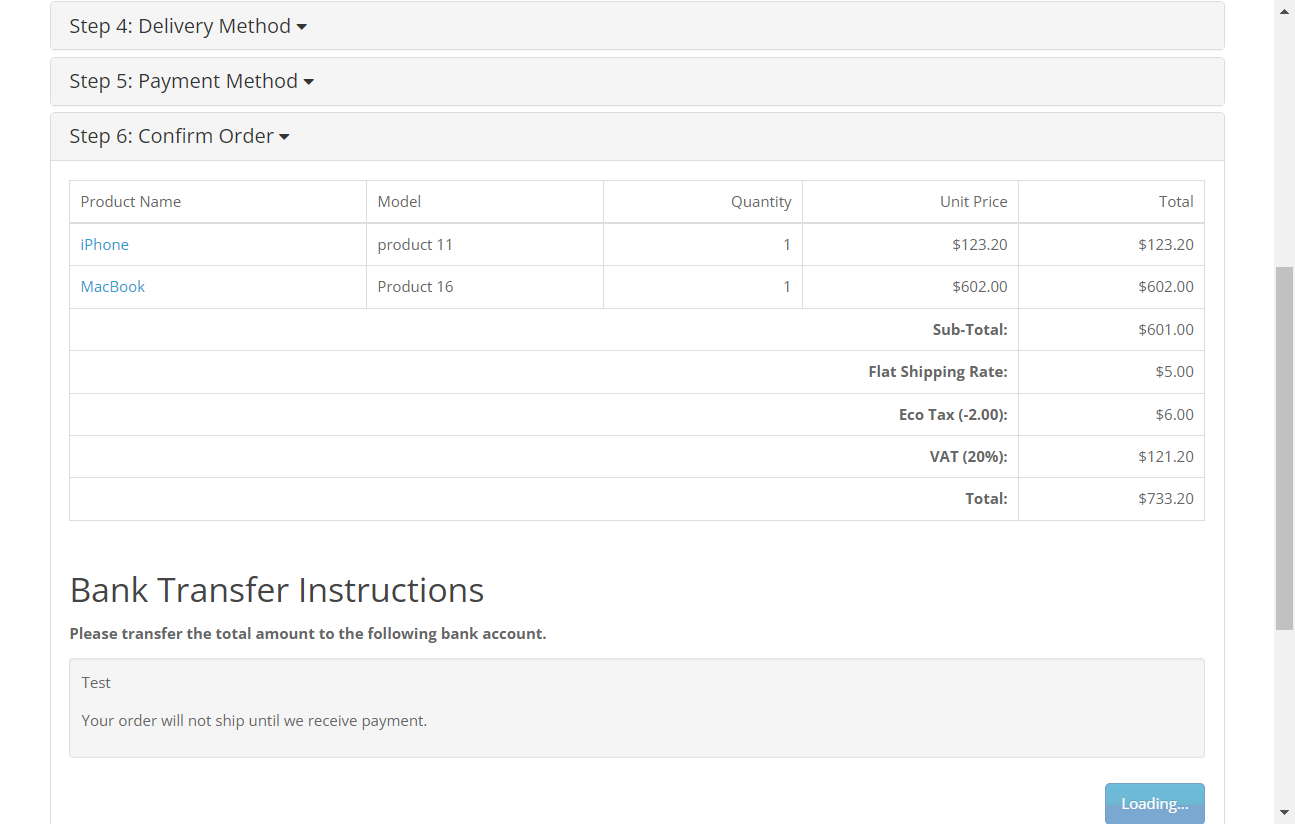 Step 4: Delivery Method
Step 5: Payment Method
Step 6: Confirm Order
Product Name Model Quantity Unit Price Total
iPhone product 11 1 $123.20 $123.20
MacBook Product 16 1 $602.00 $602.00
Sub-Total: $601.00
Flat Shipping Rate: $5.00
Eco Tax (-2.00): $6.00
VAT (20%): $121.20
Total: $733.20
Bank Transfer Instructions
Please transfer the total amount to the following bank account.
Test
Your order will not ship until we receive payment.
Loading...